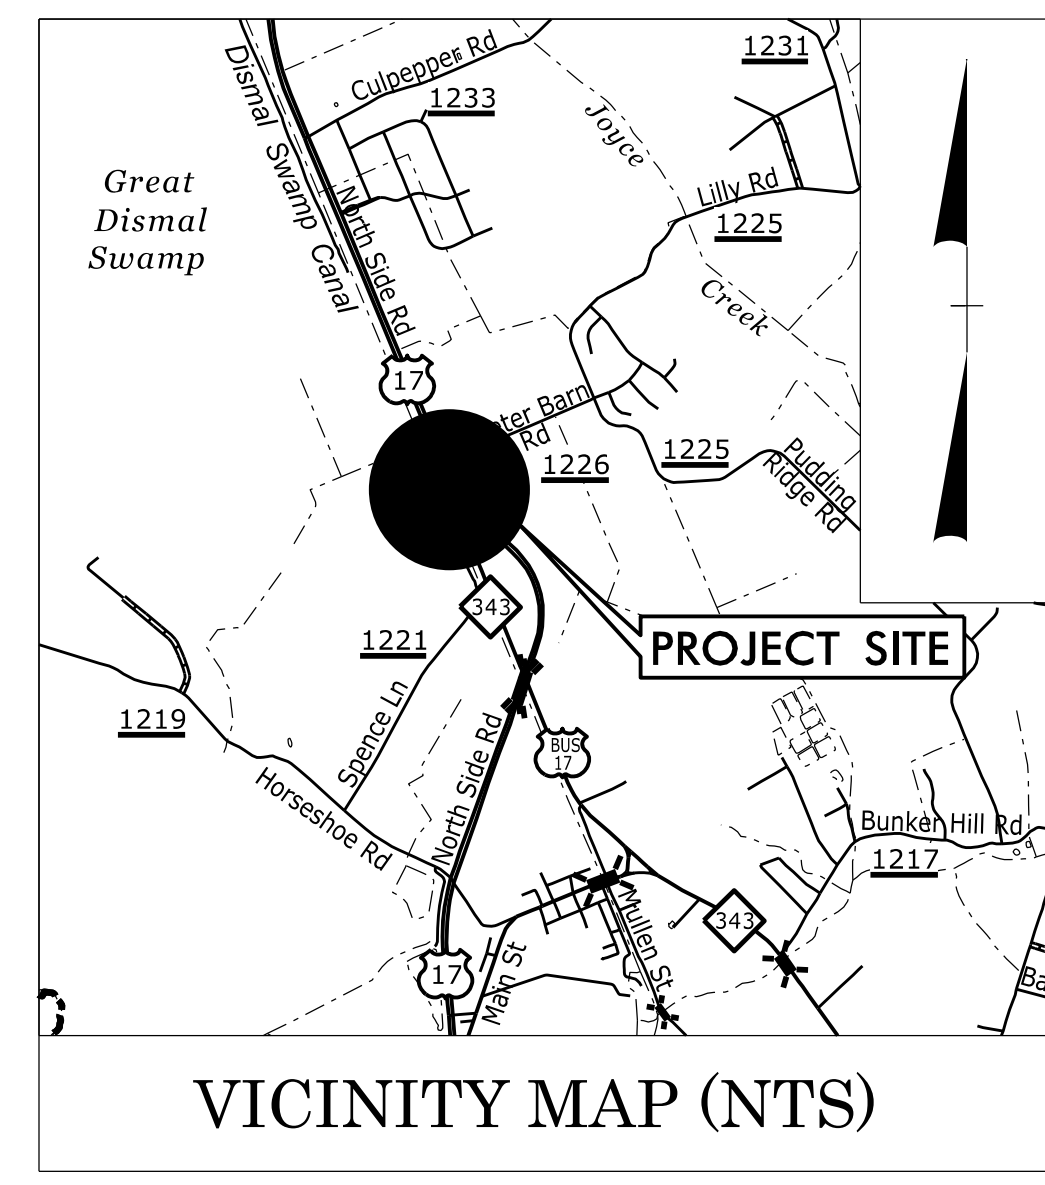 1231
Culpepper Rd
1233
Dismal Swamp Canal
Joyce
Great
Dismal
Swamp
Lilly Rd
1225
North Side Rd
Creek
17
Barn
Rd
1226
1225
Pudding
Ridge Rd
343
1221
PROJECT SITE
1219
Spence Ln
North Side Rd
BUS
17
Horseshoe Rd
Bunker Hill Rd
1217
Mullen St
343
17
Main St
VICINITY MAP (NTS)